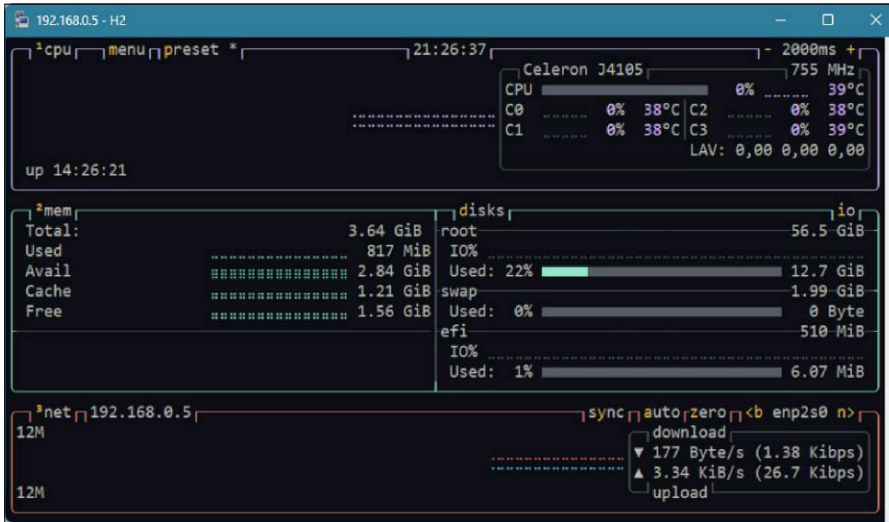 192.168.0.5 - H2
¹cpu menu preset * 21:26:37 - 2000ms +
Celeron J4105 755 MHz
CPU 0% 39°C
C0 0% 38°C C2 0% 38°C
C1 0% 38°C C3 0% 39°C
LAV: 0,00 0,00 0,00
up 14:26:21
²mem
Total: 3.64 GiB
Used 817 MiB
Avail 2.84 GiB
Cache 1.21 GiB
Free 1.56 GiB
disks io
root 56.5 GiB
IO%
Used: 22% 12.7 GiB
swap 1.99 GiB
Used: 0% 0 Byte
efi 510 MiB
IO%
Used: 1% 6.07 MiB
³net 192.168.0.5 sync auto zero <b enp2s0 n>
12M
download
▼ 177 Byte/s (1.38 Kibps)
▲ 3.34 KiB/s (26.7 Kibps)
12M
upload